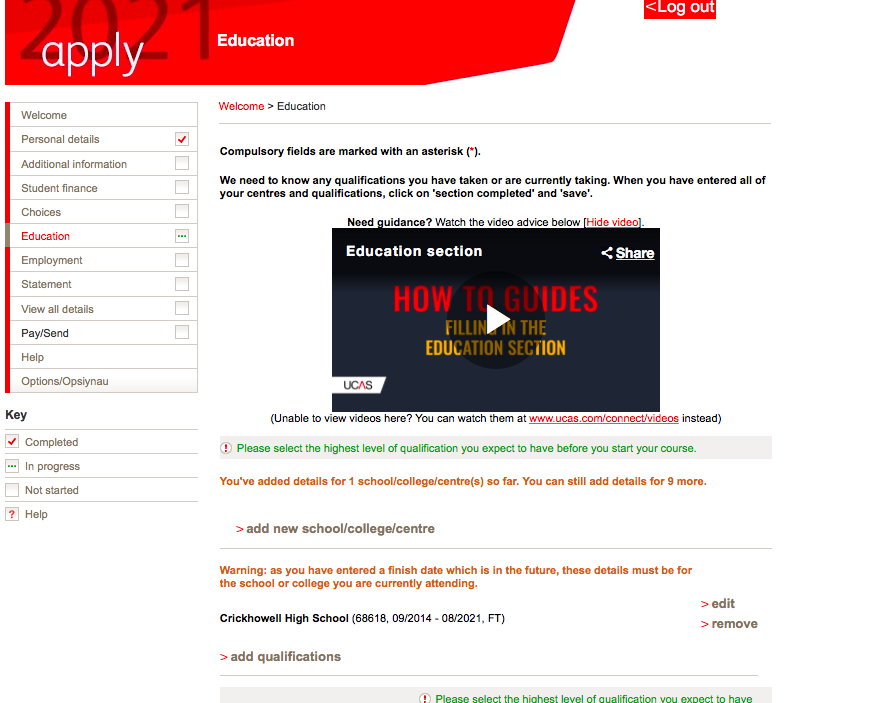 2021
apply
Education
<Log out
Welcome
Personal details
Additional information
Student finance
Choices
Education
Employment
Statement
View all details
Pay/Send
Help
Options/Opsiynau
Key
Completed
In progress
Not started
? Help
Welcome > Education
Compulsory fields are marked with an asterisk (*).
We need to know any qualifications you have taken or are currently taking. When you have entered all of
your centres and qualifications, click on 'section completed' and 'save'.
Need guidance? Watch the video advice below [Hide video].
Education section
Share
HOW TO GUIDES
FILLING IN THE
EDUCATION SECTION
UCAS
(Unable to view videos here? You can watch them at www.ucas.com/connect/videos instead)
! Please select the highest level of qualification you expect to have before you start your course.
You've added details for 1 school/college/centre(s) so far. You can still add details for 9 more.
> add new school/college/centre
Warning: as you have entered a finish date which is in the future, these details must be for
the school or college you are currently attending.
> edit
Crickhowell High School (68618, 09/2014 - 08/2021, FT)
> remove
> add qualifications
! Please select the highest level of qualification you expect to have